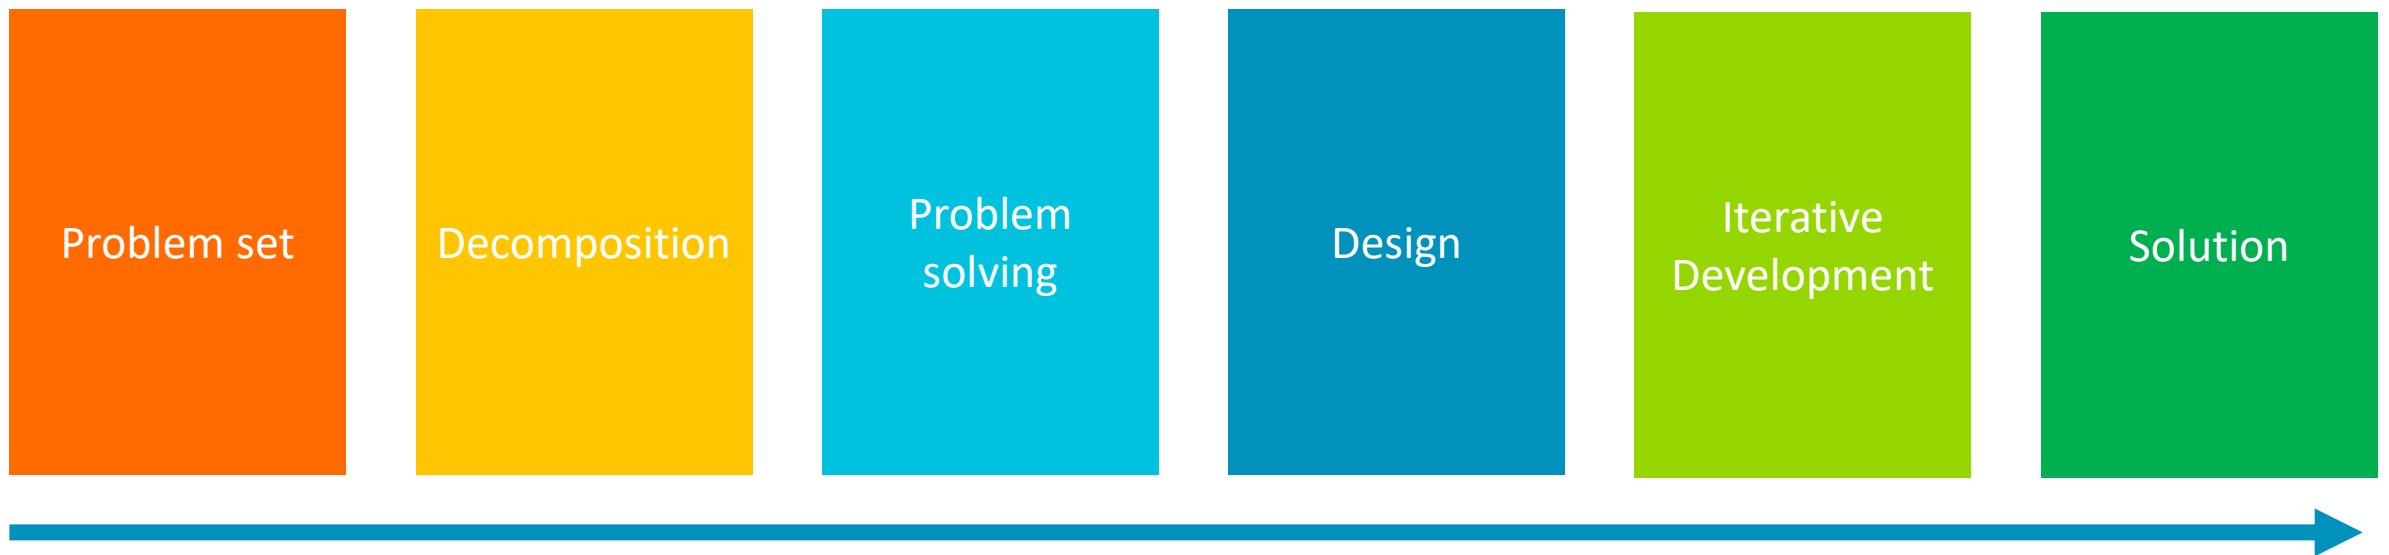 Problem set
Decomposition
Problem
solving
Design
Iterative
Development
Solution